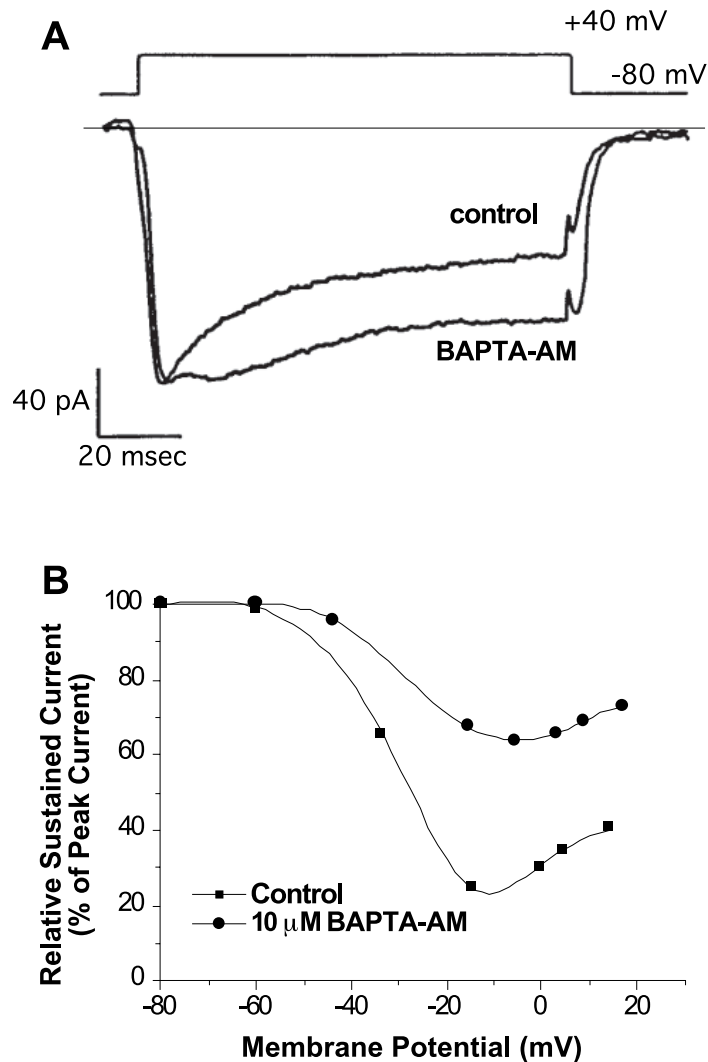 A
+40 mV
-80 mV
control
BAPTA-AM
40 pA
20 msec
B
Relative Sustained Current
(% of Peak Current)
100
80
60
40
20
0
Control
10 μM BAPTA-AM
-80
-60
-40
-20
0
20
Membrane Potential (mV)